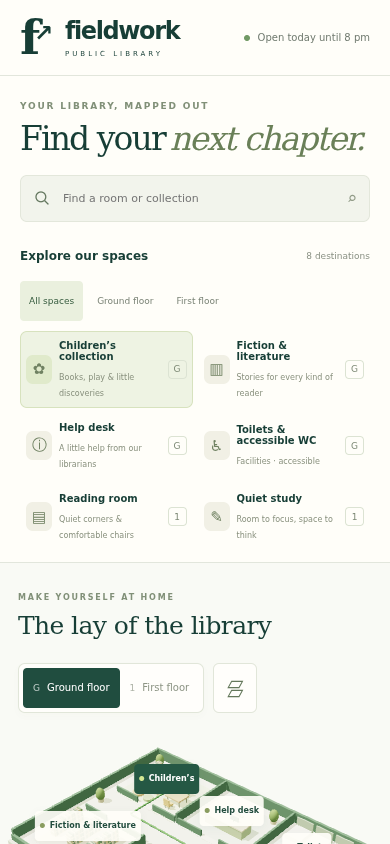 fieldwork
PUBLIC LIBRARY
Open today until 8 pm
YOUR LIBRARY, MAPPED OUT
Find your next chapter.
Find a room or collection
Explore our spaces
8 destinations
All spaces
Ground floor
First floor
Children’s collection
Books, play & little discoveries
G
Fiction & literature
Stories for every kind of reader
G
Help desk
A little help from our librarians
G
Toilets & accessible WC
Facilities · accessible
G
Reading room
Quiet corners & comfortable chairs
1
Quiet study
Room to focus, space to think
1
MAKE YOURSELF AT HOME
The lay of the library
G Ground floor
1 First floor
Children’s
Help desk
Fiction & literature